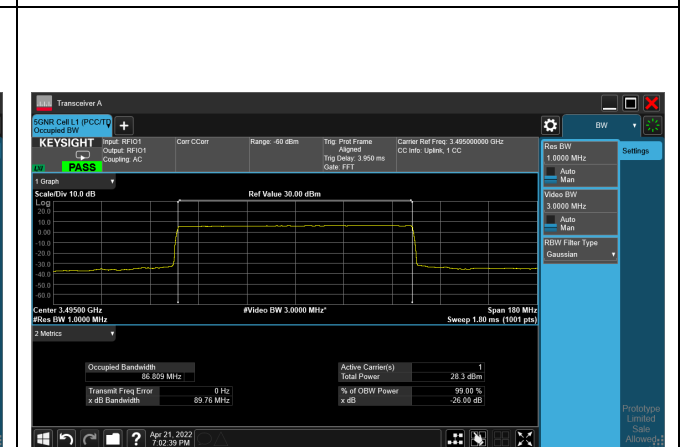 Transceiver A
5GNR Cell L1 (PCC/TD
Occupied BW
KEYSIGHT
Input: RFIO1
Output: RFIO1
Coupling: AC
Corr CCorr
Range: -60 dBm
Trig: Prot Frame
Aligned
Trig Delay: 3.950 ms
Gate: FFT
Carrier Ref Freq: 3.495000000 GHz
CC Info: Uplink, 1 CC
PASS
BW
Settings
Res BW
1.0000 MHz
Auto
Man
Video BW
3.0000 MHz
Auto
Man
RBW Filter Type
Gaussian
1 Graph
Scale/Div 10.0 dB
Ref Value 30.00 dBm
Log
20.0
10.0
0.00
-10.0
-20.0
-30.0
-40.0
-50.0
-60.0
Center 3.49500 GHz
#Video BW 3.0000 MHz*
Span 180 MHz
#Res BW 1.0000 MHz
Sweep 1.80 ms (1001 pts)
2 Metrics
Occupied Bandwidth
86.809 MHz
Transmit Freq Error 0 Hz
x dB Bandwidth 89.76 MHz
Active Carrier(s) 1
Total Power 28.3 dBm
% of OBW Power 99.00 %
x dB -26.00 dB
Prototype
Limited
Sale
Allowed
Apr 21, 2022
7:02:39 PM